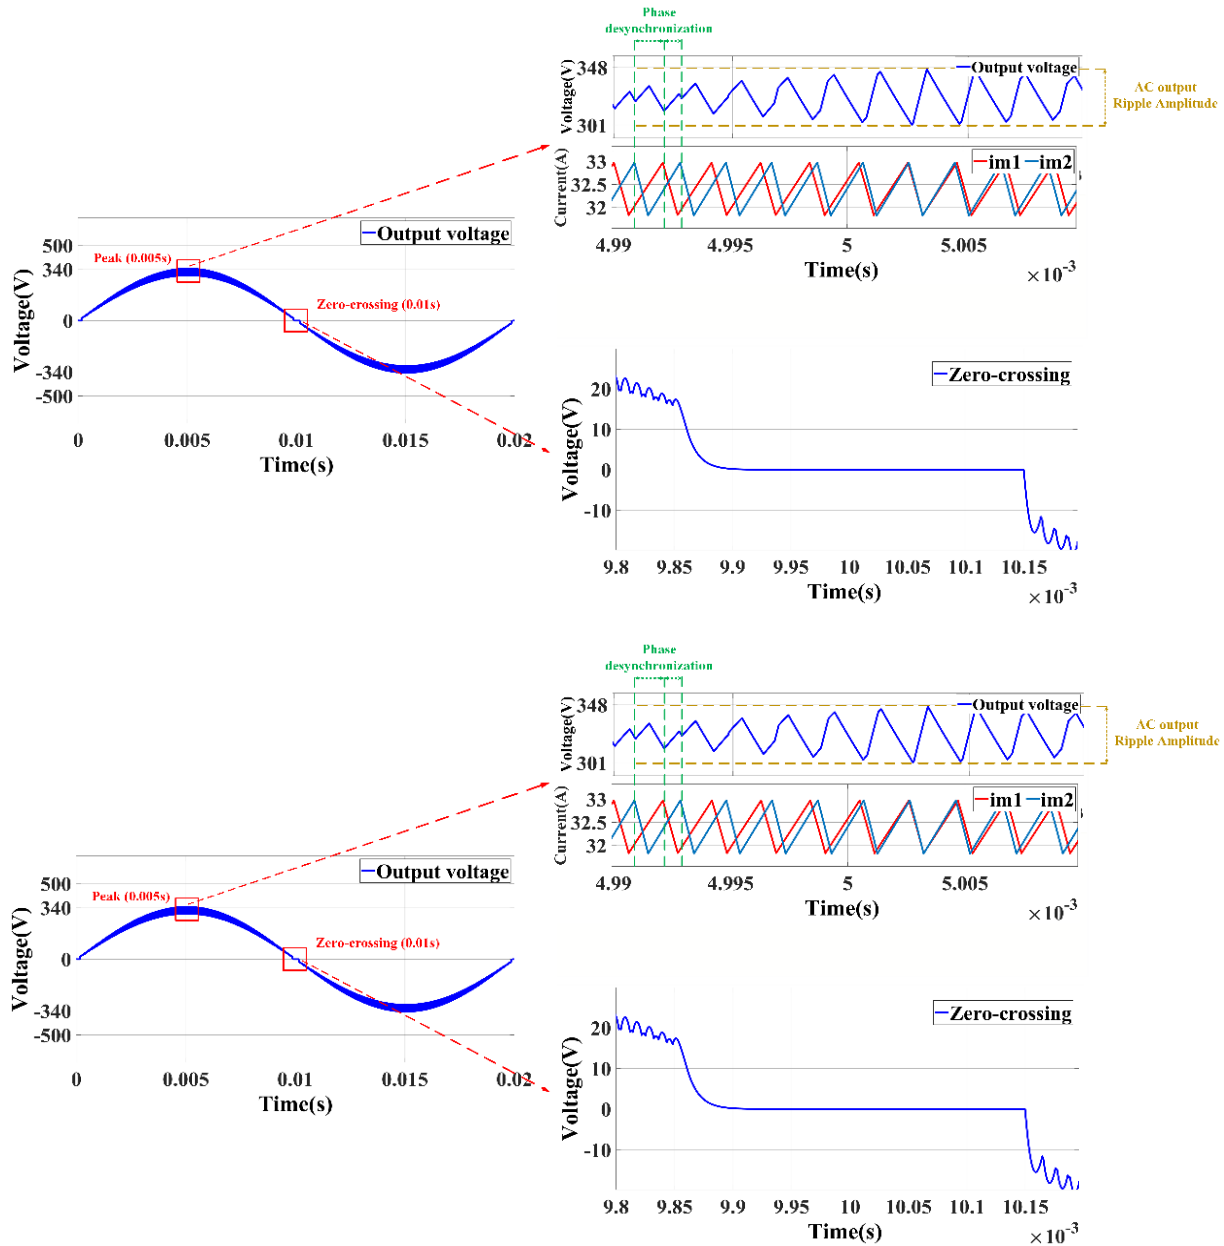 Phase
desynchronization
348
301
Voltage(V)
Output voltage
AC output
Ripple Amplitude
33
32.5
32
Current(A)
im1 im2
4.99 4.995 5 5.005
Time(s)
×10⁻³
500
340
0
-340
-500
Voltage(V)
Output voltage
Peak (0.005s)
Zero-crossing (0.01s)
0 0.005 0.01 0.015 0.02
Time(s)
20
10
0
-10
Voltage(V)
Zero-crossing
9.8 9.85 9.9 9.95 10 10.05 10.1 10.15
Time(s)
×10⁻³
Phase
desynchronization
348
301
Voltage(V)
Output voltage
AC output
Ripple Amplitude
33
32.5
32
Current(A)
im1 im2
4.99 4.995 5 5.005
Time(s)
×10⁻³
500
340
0
-340
-500
Voltage(V)
Output voltage
Peak (0.005s)
Zero-crossing (0.01s)
0 0.005 0.01 0.015 0.02
Time(s)
20
10
0
-10
Voltage(V)
Zero-crossing
9.8 9.85 9.9 9.95 10 10.05 10.1 10.15
Time(s)
×10⁻³